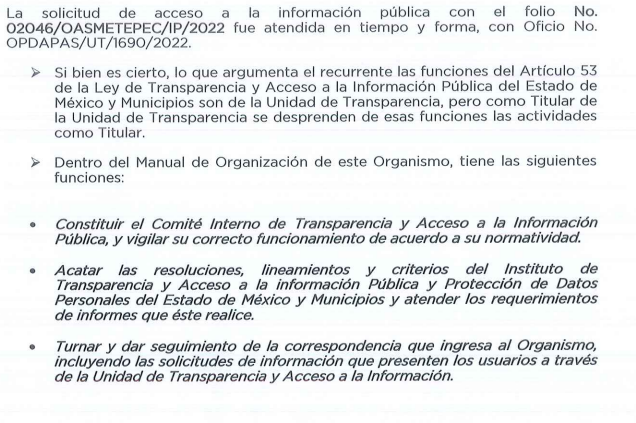 La solicitud de acceso a la información pública con el folio No.
02046/OASMETEPEC/IP/2022 fue atendida en tiempo y forma, con Oficio No.
OPDAPAS/UT/1690/2022.
➤ Si bien es cierto, lo que argumenta el recurrente las funciones del Artículo 53
de la Ley de Transparencia y Acceso a la Información Pública del Estado de
México y Municipios son de la Unidad de Transparencia, pero como Titular de
la Unidad de Transparencia se desprenden de esas funciones las actividades
como Titular.
➤ Dentro del Manual de Organización de este Organismo, tiene las siguientes
funciones:
• Constituir el Comité Interno de Transparencia y Acceso a la Información
Pública, y vigilar su correcto funcionamiento de acuerdo a su normatividad.
• Acatar las resoluciones, lineamientos y criterios del Instituto de
Transparencia y Acceso a la información Pública y Protección de Datos
Personales del Estado de México y Municipios y atender los requerimientos
de informes que éste realice.
• Turnar y dar seguimiento de la correspondencia que ingresa al Organismo,
incluyendo las solicitudes de información que presenten los usuarios a través
de la Unidad de Transparencia y Acceso a la Información.